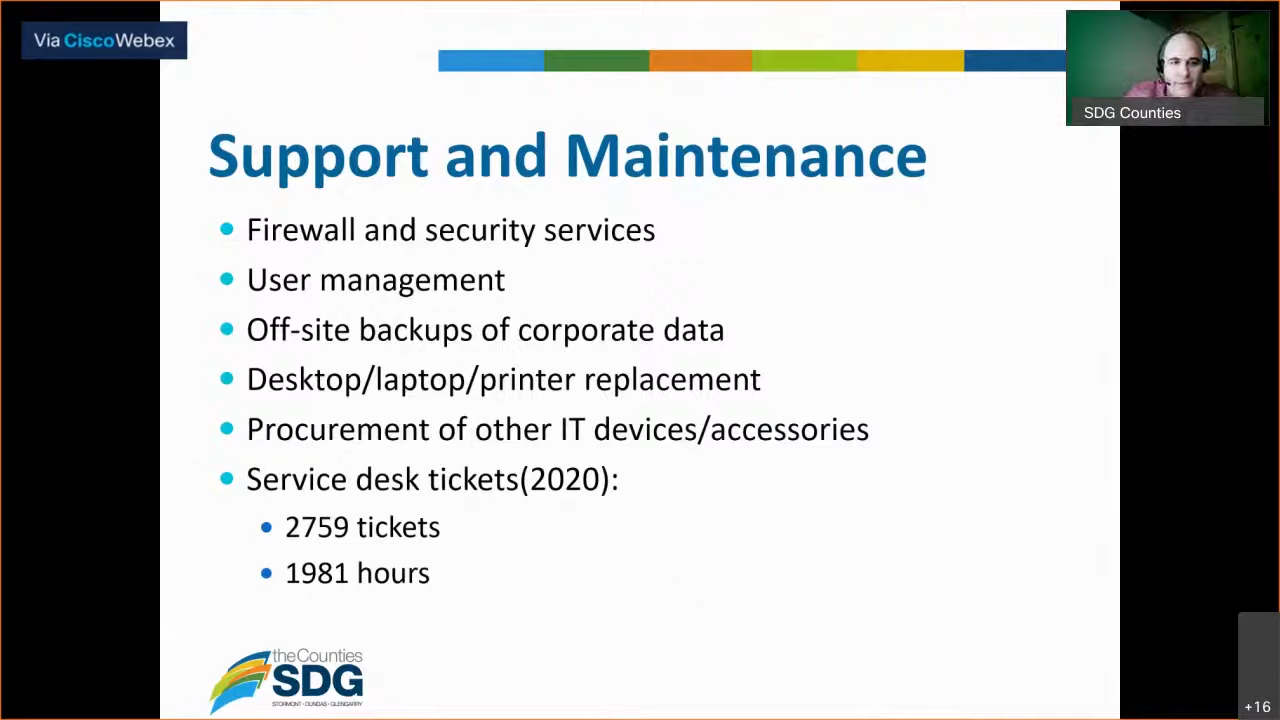 Via CiscoWebex
SDG Counties
Support and Maintenance
Firewall and security services
User management
Off-site backups of corporate data
Desktop/laptop/printer replacement
Procurement of other IT devices/accessories
Service desk tickets(2020):
2759 tickets
1981 hours
theCounties
SDG
STORMONT · DUNDAS · GLENGARRY
+16